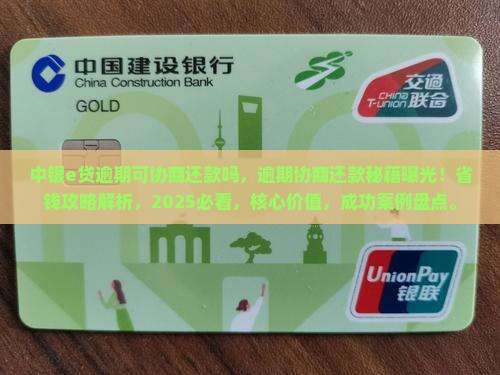 中国建设银行
China Construction Bank
GOLD
交通
CHINA
T-UNION 联合
中银e贷逾期可协商还款吗，逾期协商还款秘籍曝光！省
钱攻略解析，2025必看，核心价值，成功案例盘点。
UnionPay
银联